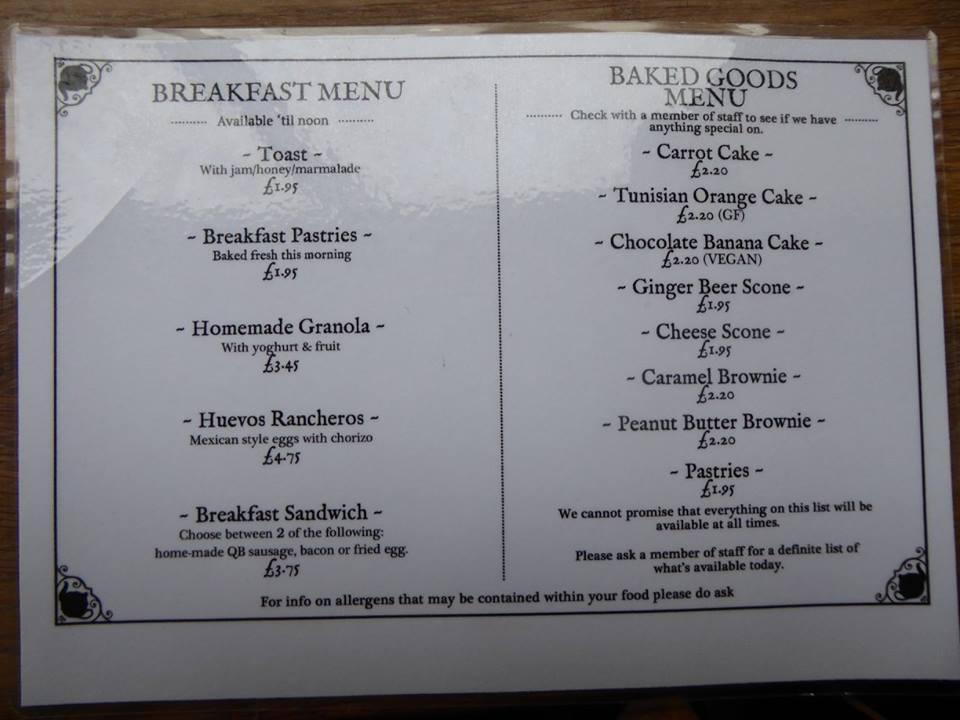 BREAKFAST MENU
Available 'til noon
~ Toast ~
With jam/honey/marmalade
£1.95
~ Breakfast Pastries ~
Baked fresh this morning
£1.95
~ Homemade Granola ~
With yoghurt & fruit
£3.45
~ Huevos Rancheros ~
Mexican style eggs with chorizo
£4.75
~ Breakfast Sandwich ~
Choose between 2 of the following:
home-made QB sausage, bacon or fried egg.
£3.75
BAKED GOODS
MENU
Check with a member of staff to see if we have
anything special on.
~ Carrot Cake ~
£2.20
~ Tunisian Orange Cake ~
£2.20 (GF)
~ Chocolate Banana Cake ~
£2.20 (VEGAN)
~ Ginger Beer Scone ~
£1.95
~ Cheese Scone ~
£1.95
~ Caramel Brownie ~
£2.20
~ Peanut Butter Brownie ~
£2.20
~ Pastries ~
£1.95
We cannot promise that everything on this list will be
available at all times.
Please ask a member of staff for a definite list of
what's available today.
For info on allergens that may be contained within your food please do ask